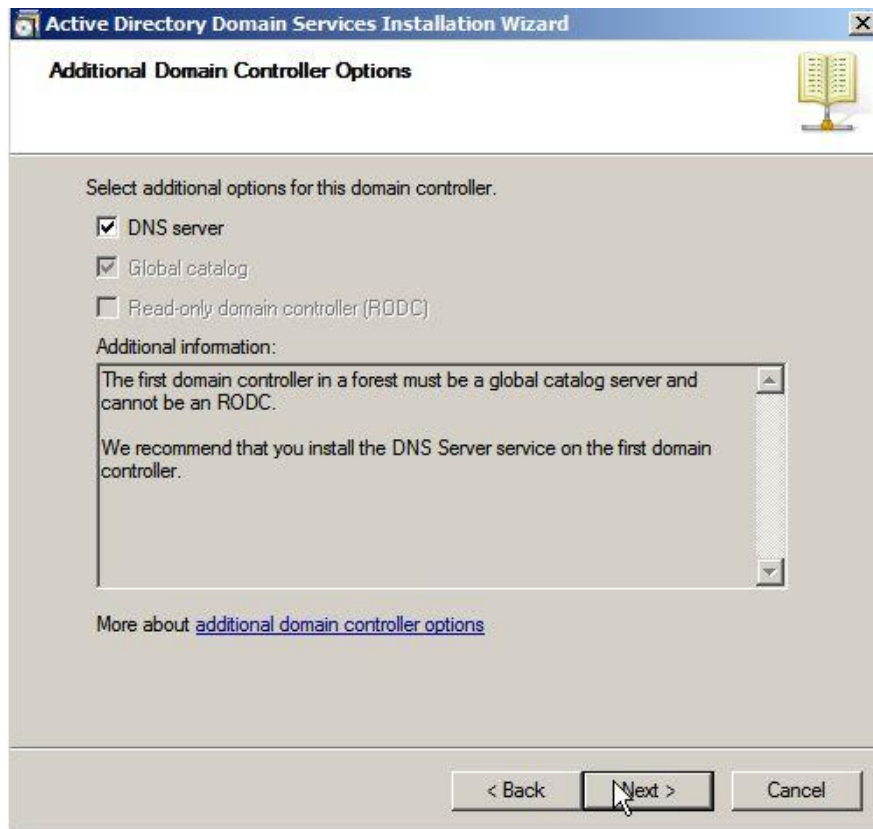 Active Directory Domain Services Installation Wizard
Additional Domain Controller Options
Select additional options for this domain controller.
DNS server
Global catalog
Read-only domain controller (RODC)
Additional information:
The first domain controller in a forest must be a global catalog server and
cannot be an RODC.
We recommend that you install the DNS Server service on the first domain
controller.
More about additional domain controller options
< Back Next > Cancel